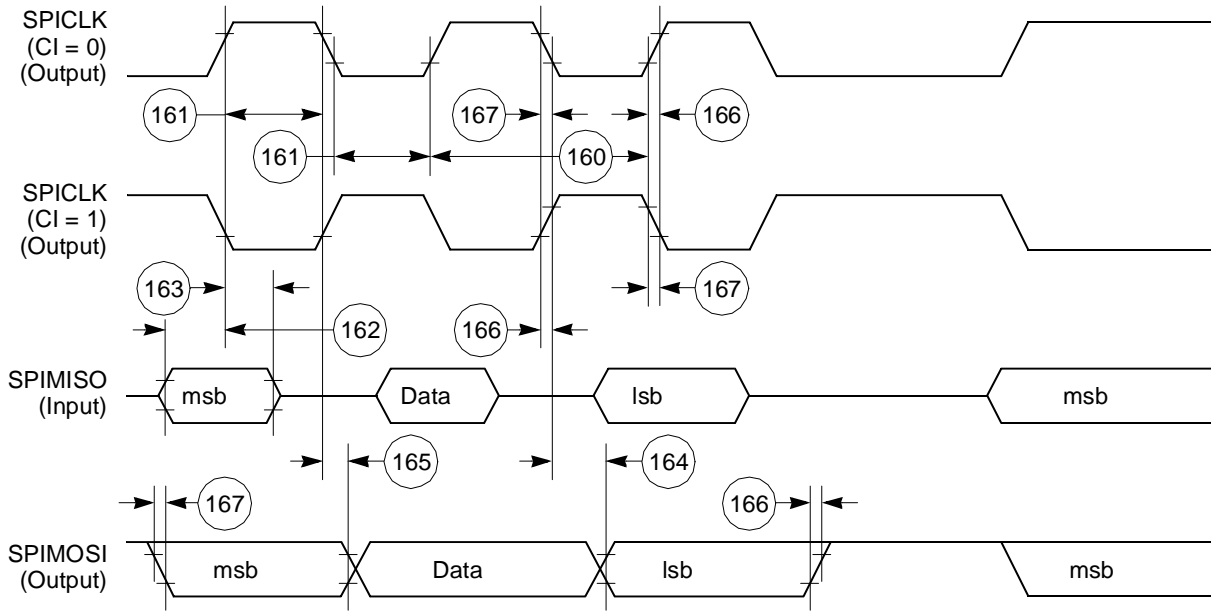 SPICLK
(CI = 0)
(Output)
161
167
166
161
160
SPICLK
(CI = 1)
(Output)
163
167
162
166
SPIMISO
(Input)
msb
Data
lsb
msb
165
164
167
166
SPIMOSI
(Output)
msb
Data
lsb
msb